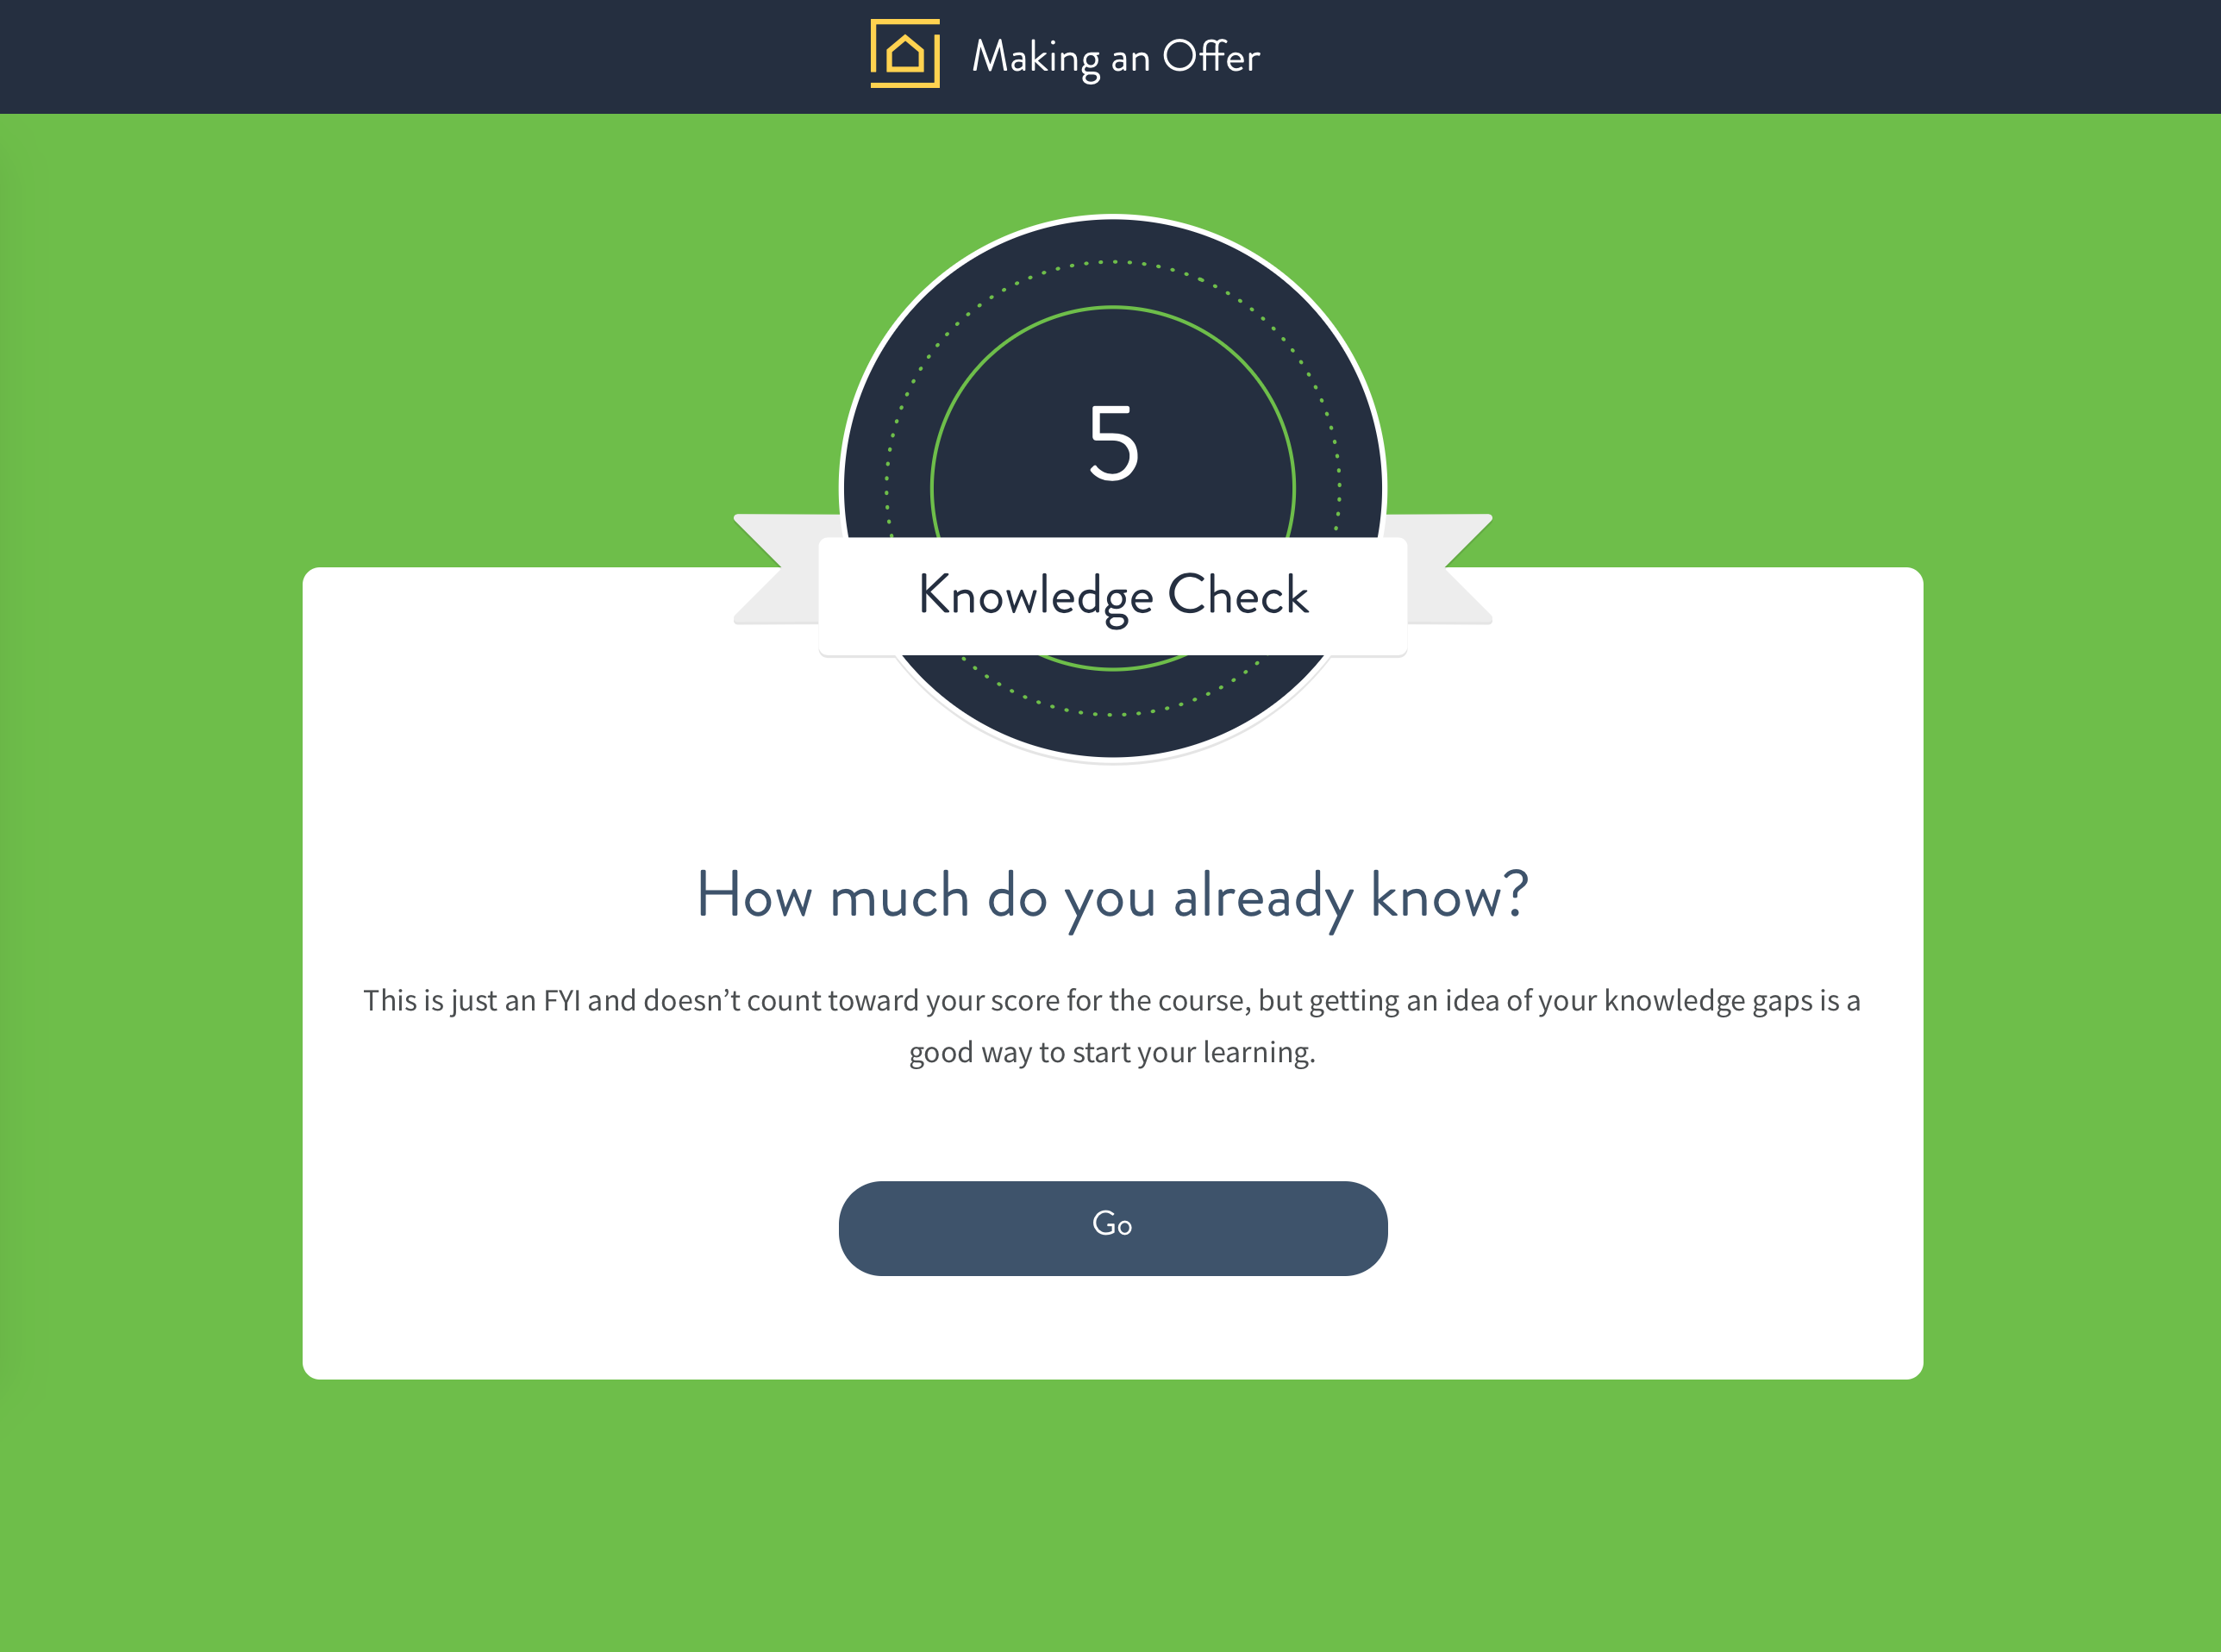 Making an Offer
5
Knowledge Check
How much do you already know?
This is just an FYI and doesn’t count toward your score for the course, but getting an idea of your knowledge gaps is a
good way to start your learning.
Go